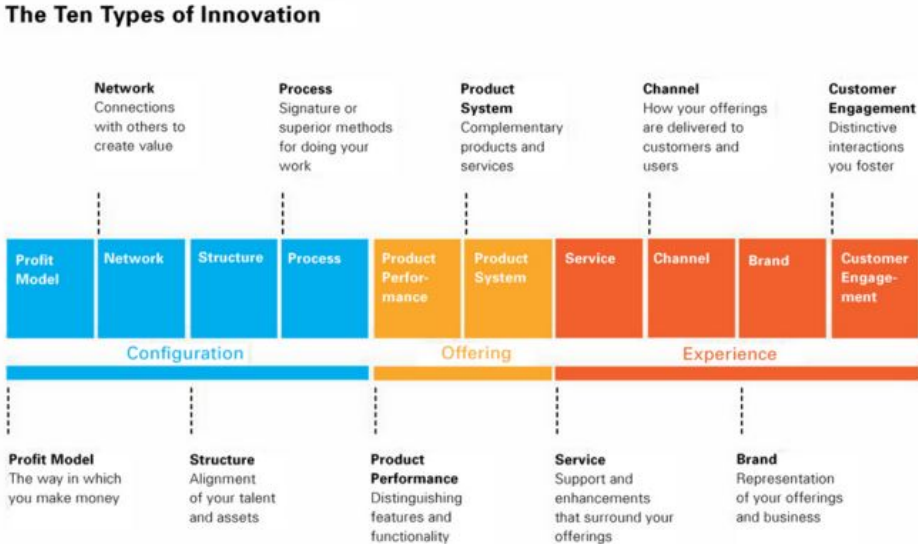 The Ten Types of Innovation
Network
Connections
with others to
create value
Process
Signature or
superior methods
for doing your
work
Product
System
Complementary
products and
services
Channel
How your offerings
are delivered to
customers and
users
Customer
Engagement
Distinctive
interactions
you foster
Profit
Model
Network
Structure
Process
Product
Perfor-
mance
Product
System
Service
Channel
Brand
Customer
Engage-
ment
Configuration
Offering
Experience
Profit Model
The way in which
you make money
Structure
Alignment
of your talent
and assets
Product
Performance
Distinguishing
features and
functionality
Service
Support and
enhancements
that surround your
offerings
Brand
Representation
of your offerings
and business